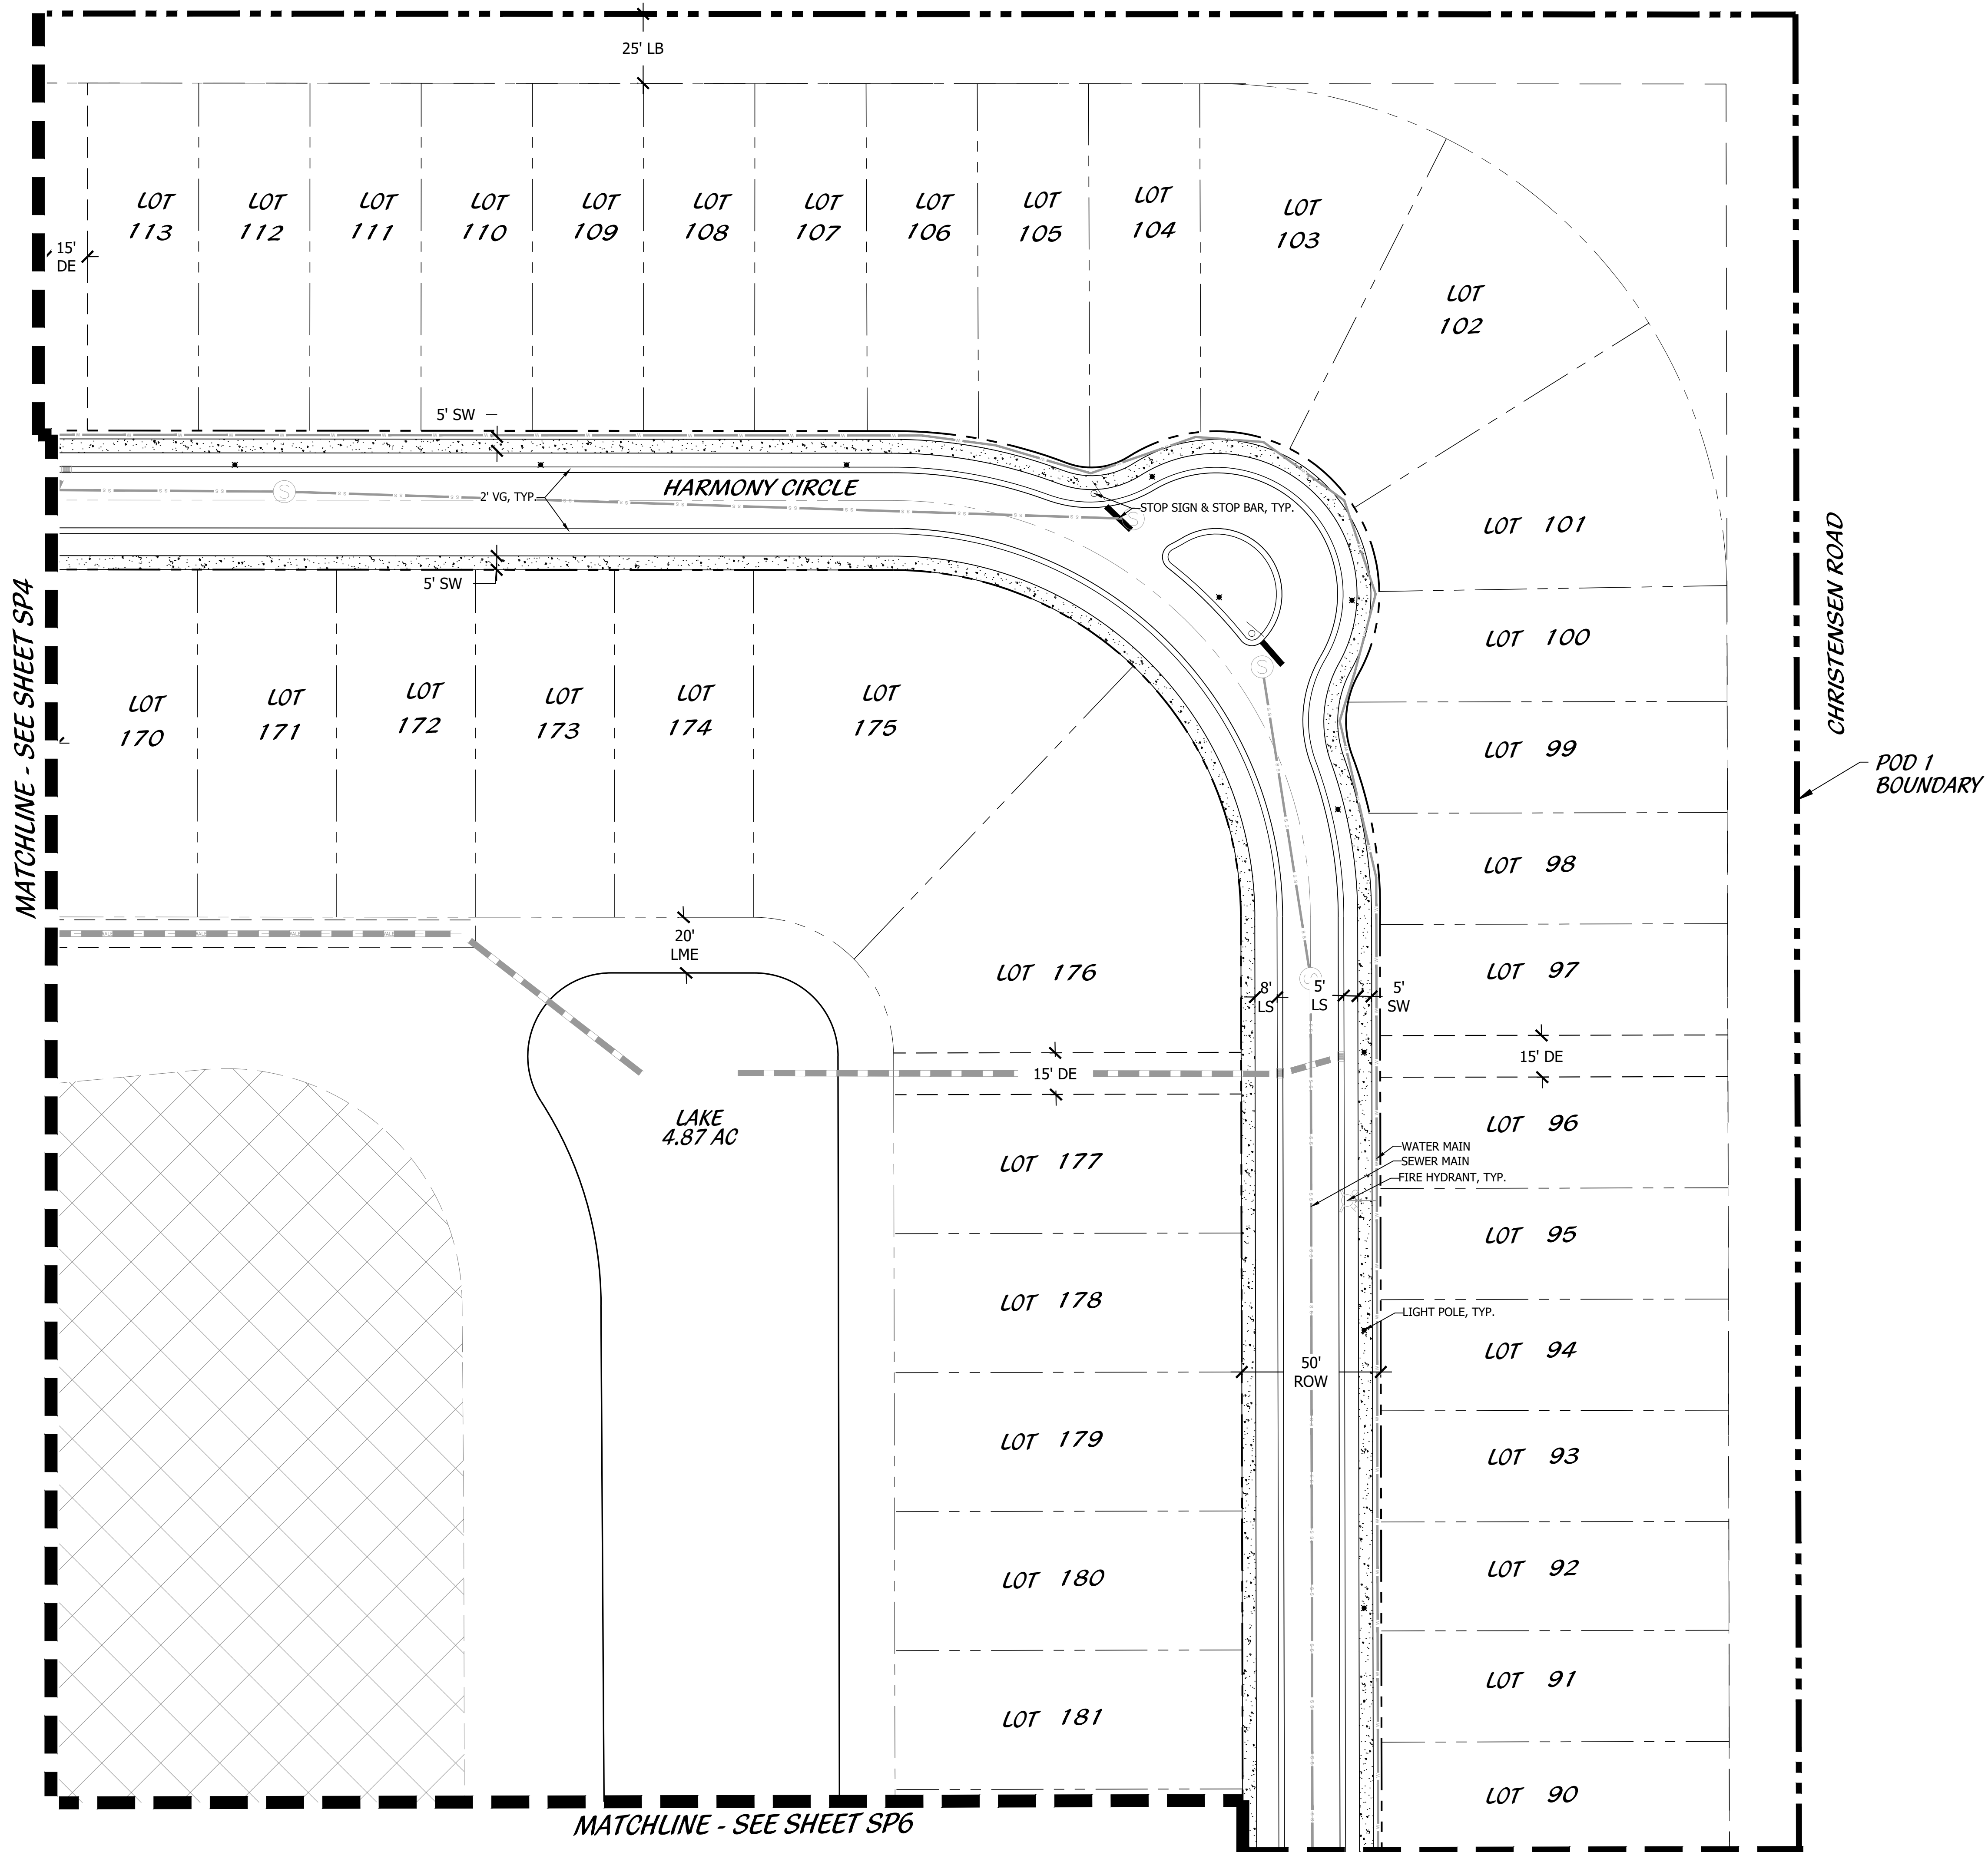 25' LB
LOT
113
LOT
112
LOT
111
LOT
110
LOT
109
LOT
108
LOT
107
LOT
106
LOT
105
LOT
104
LOT
103
LOT
102
15'
DE
5' SW
2' VG, TYP.
HARMONY CIRCLE
STOP SIGN & STOP BAR, TYP.
S
S
S
S
5' SW
LOT 101
LOT 100
LOT 99
LOT 98
LOT 97
CHRISTENSEN ROAD
POD 1
BOUNDARY
MATCHLINE - SEE SHEET SP4
LOT
170
LOT
171
LOT
172
LOT
173
LOT
174
LOT
175
20'
LME
LOT 176
8'
LS
5'
LS
5'
SW
15' DE
15' DE
LAKE
4.87 AC
LOT 96
WATER MAIN
SEWER MAIN
FIRE HYDRANT, TYP.
LOT 177
LOT 95
LOT 178
LIGHT POLE, TYP.
LOT 94
50'
ROW
LOT 179
LOT 93
LOT 180
LOT 92
LOT 181
LOT 91
LOT 90
MATCHLINE - SEE SHEET SP6